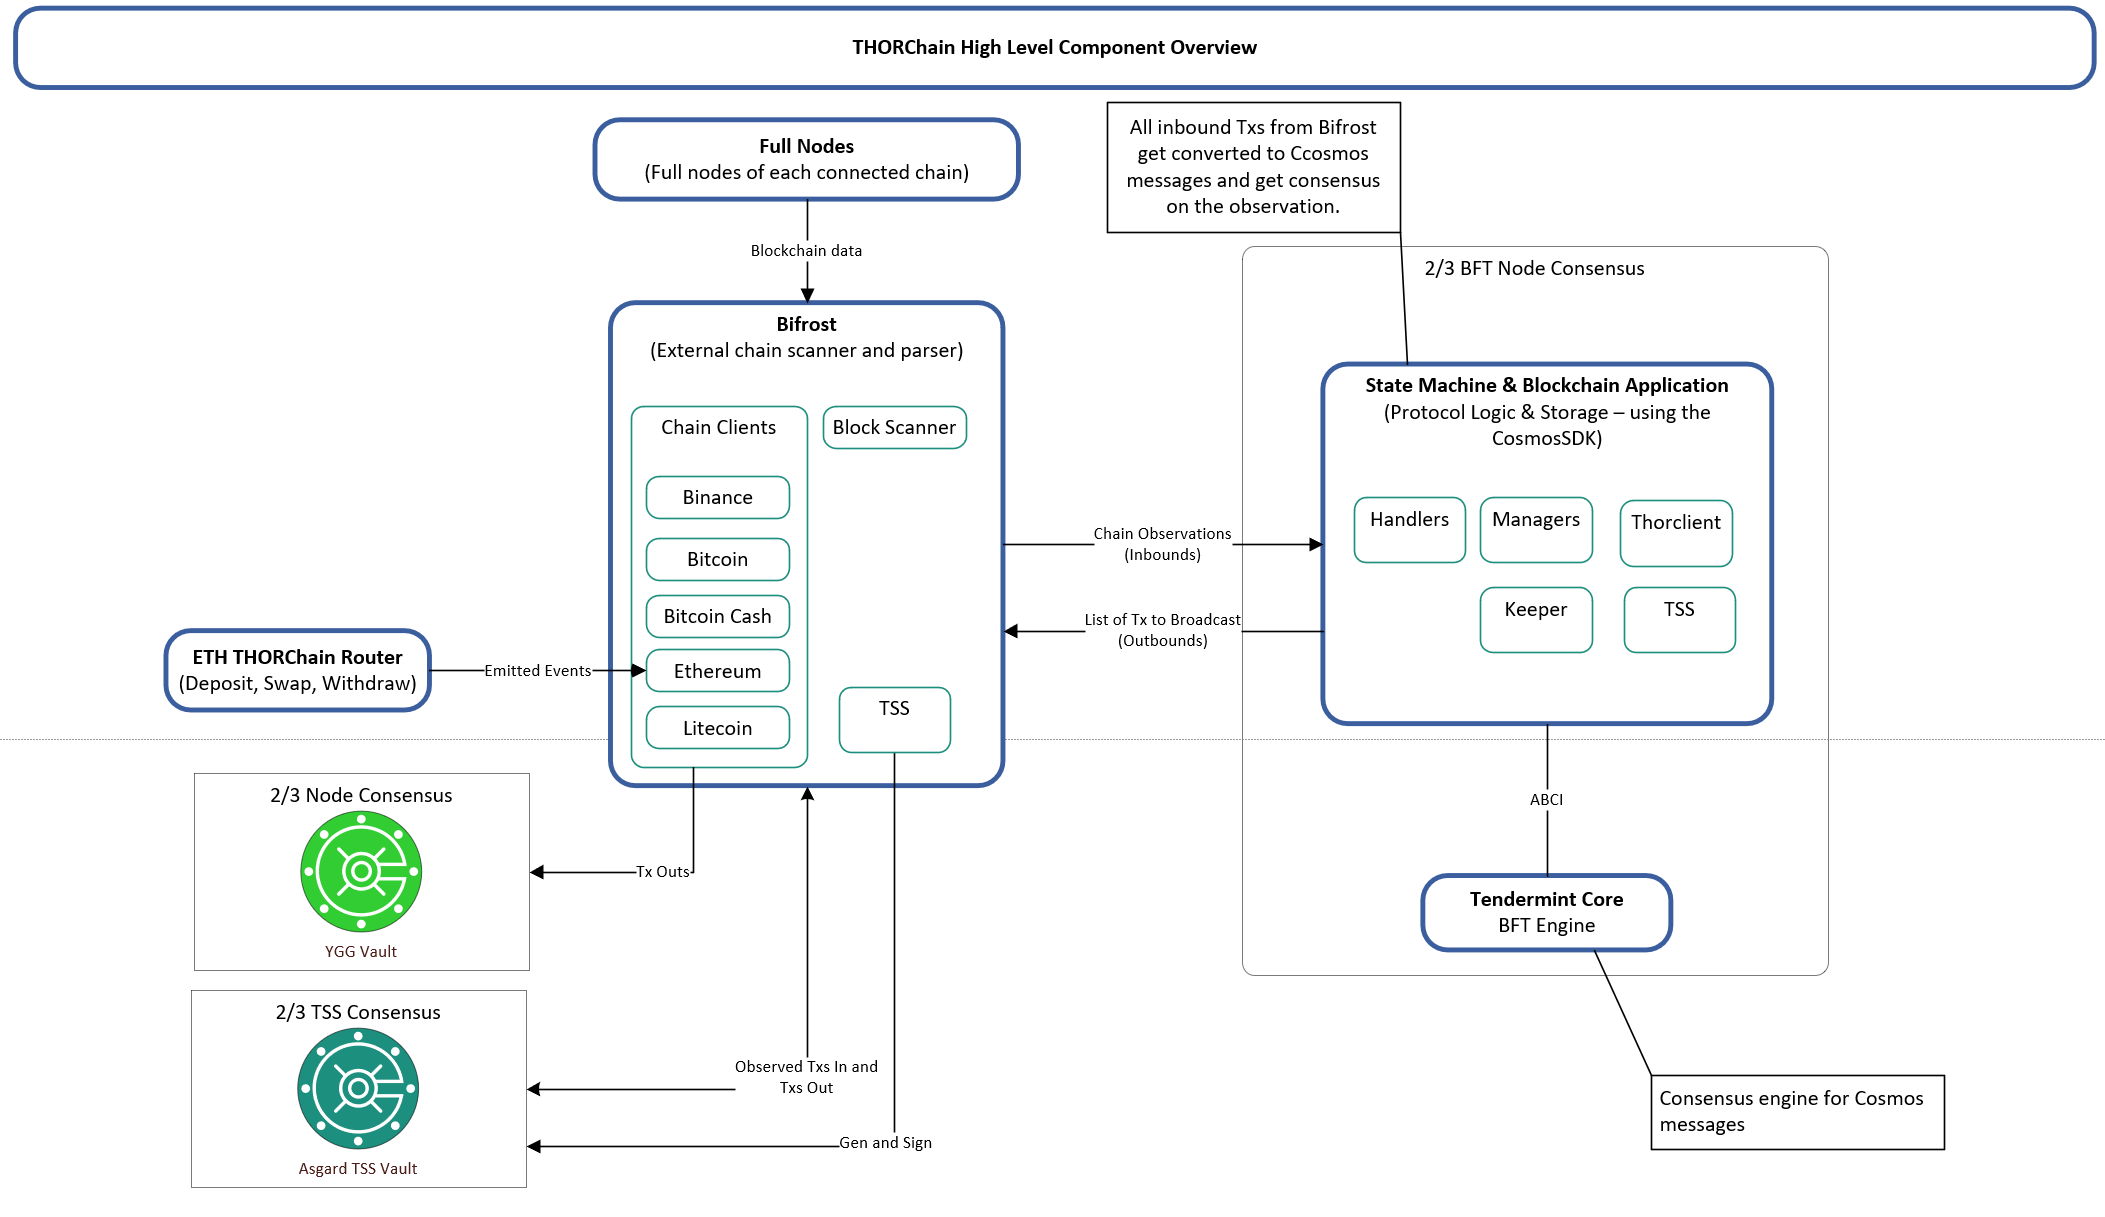 THORChain High Level Component Overview
Full Nodes
(Full nodes of each connected chain)
All inbound Txs from Bifrost
get converted to Ccosmos
messages and get consensus
on the observation.
Blockchain data
2/3 BFT Node Consensus
Bifrost
(External chain scanner and parser)
Chain Clients
Block Scanner
Binance
Bitcoin
Bitcoin Cash
Ethereum
Litecoin
TSS
State Machine & Blockchain Application
(Protocol Logic & Storage – using the
CosmosSDK)
Handlers
Managers
Thorclient
Keeper
TSS
Chain Observations
(Inbounds)
List of Tx to Broadcast
(Outbounds)
ETH THORChain Router
(Deposit, Swap, Withdraw)
Emitted Events
2/3 Node Consensus
YGG Vault
Tx Outs
ABCI
Tendermint Core
BFT Engine
2/3 TSS Consensus
Asgard TSS Vault
Observed Txs In and
Txs Out
Gen and Sign
Consensus engine for Cosmos
messages